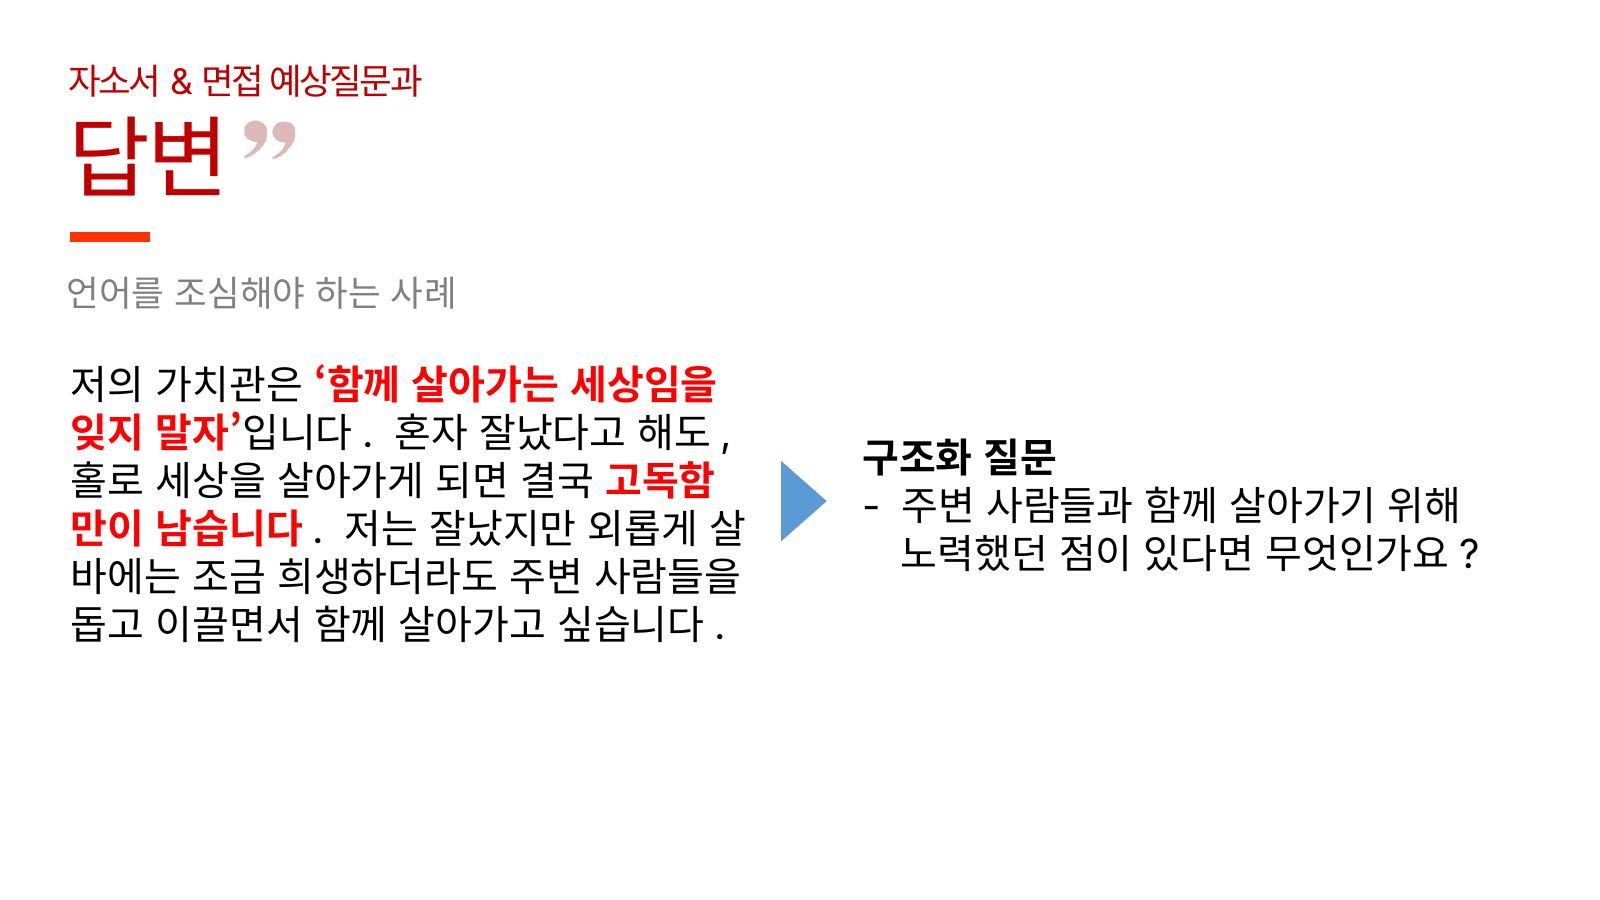 자소서 & 면접 예상질문과
답변 ”
언어를 조심해야 하는 사례
저의 가치관은 ‘함께 살아가는 세상임을
잊지 말자’입니다 .  혼자 잘났다고 해도 ,
홀로 세상을 살아가게 되면 결국 고독함
만이 남습니다 .  저는 잘났지만 외롭게 살
바에는 조금 희생하더라도 주변 사람들을
돕고 이끌면서 함께 살아가고 싶습니다 .
구조화 질문
- 주변 사람들과 함께 살아가기 위해
노력했던 점이 있다면 무엇인가요 ?